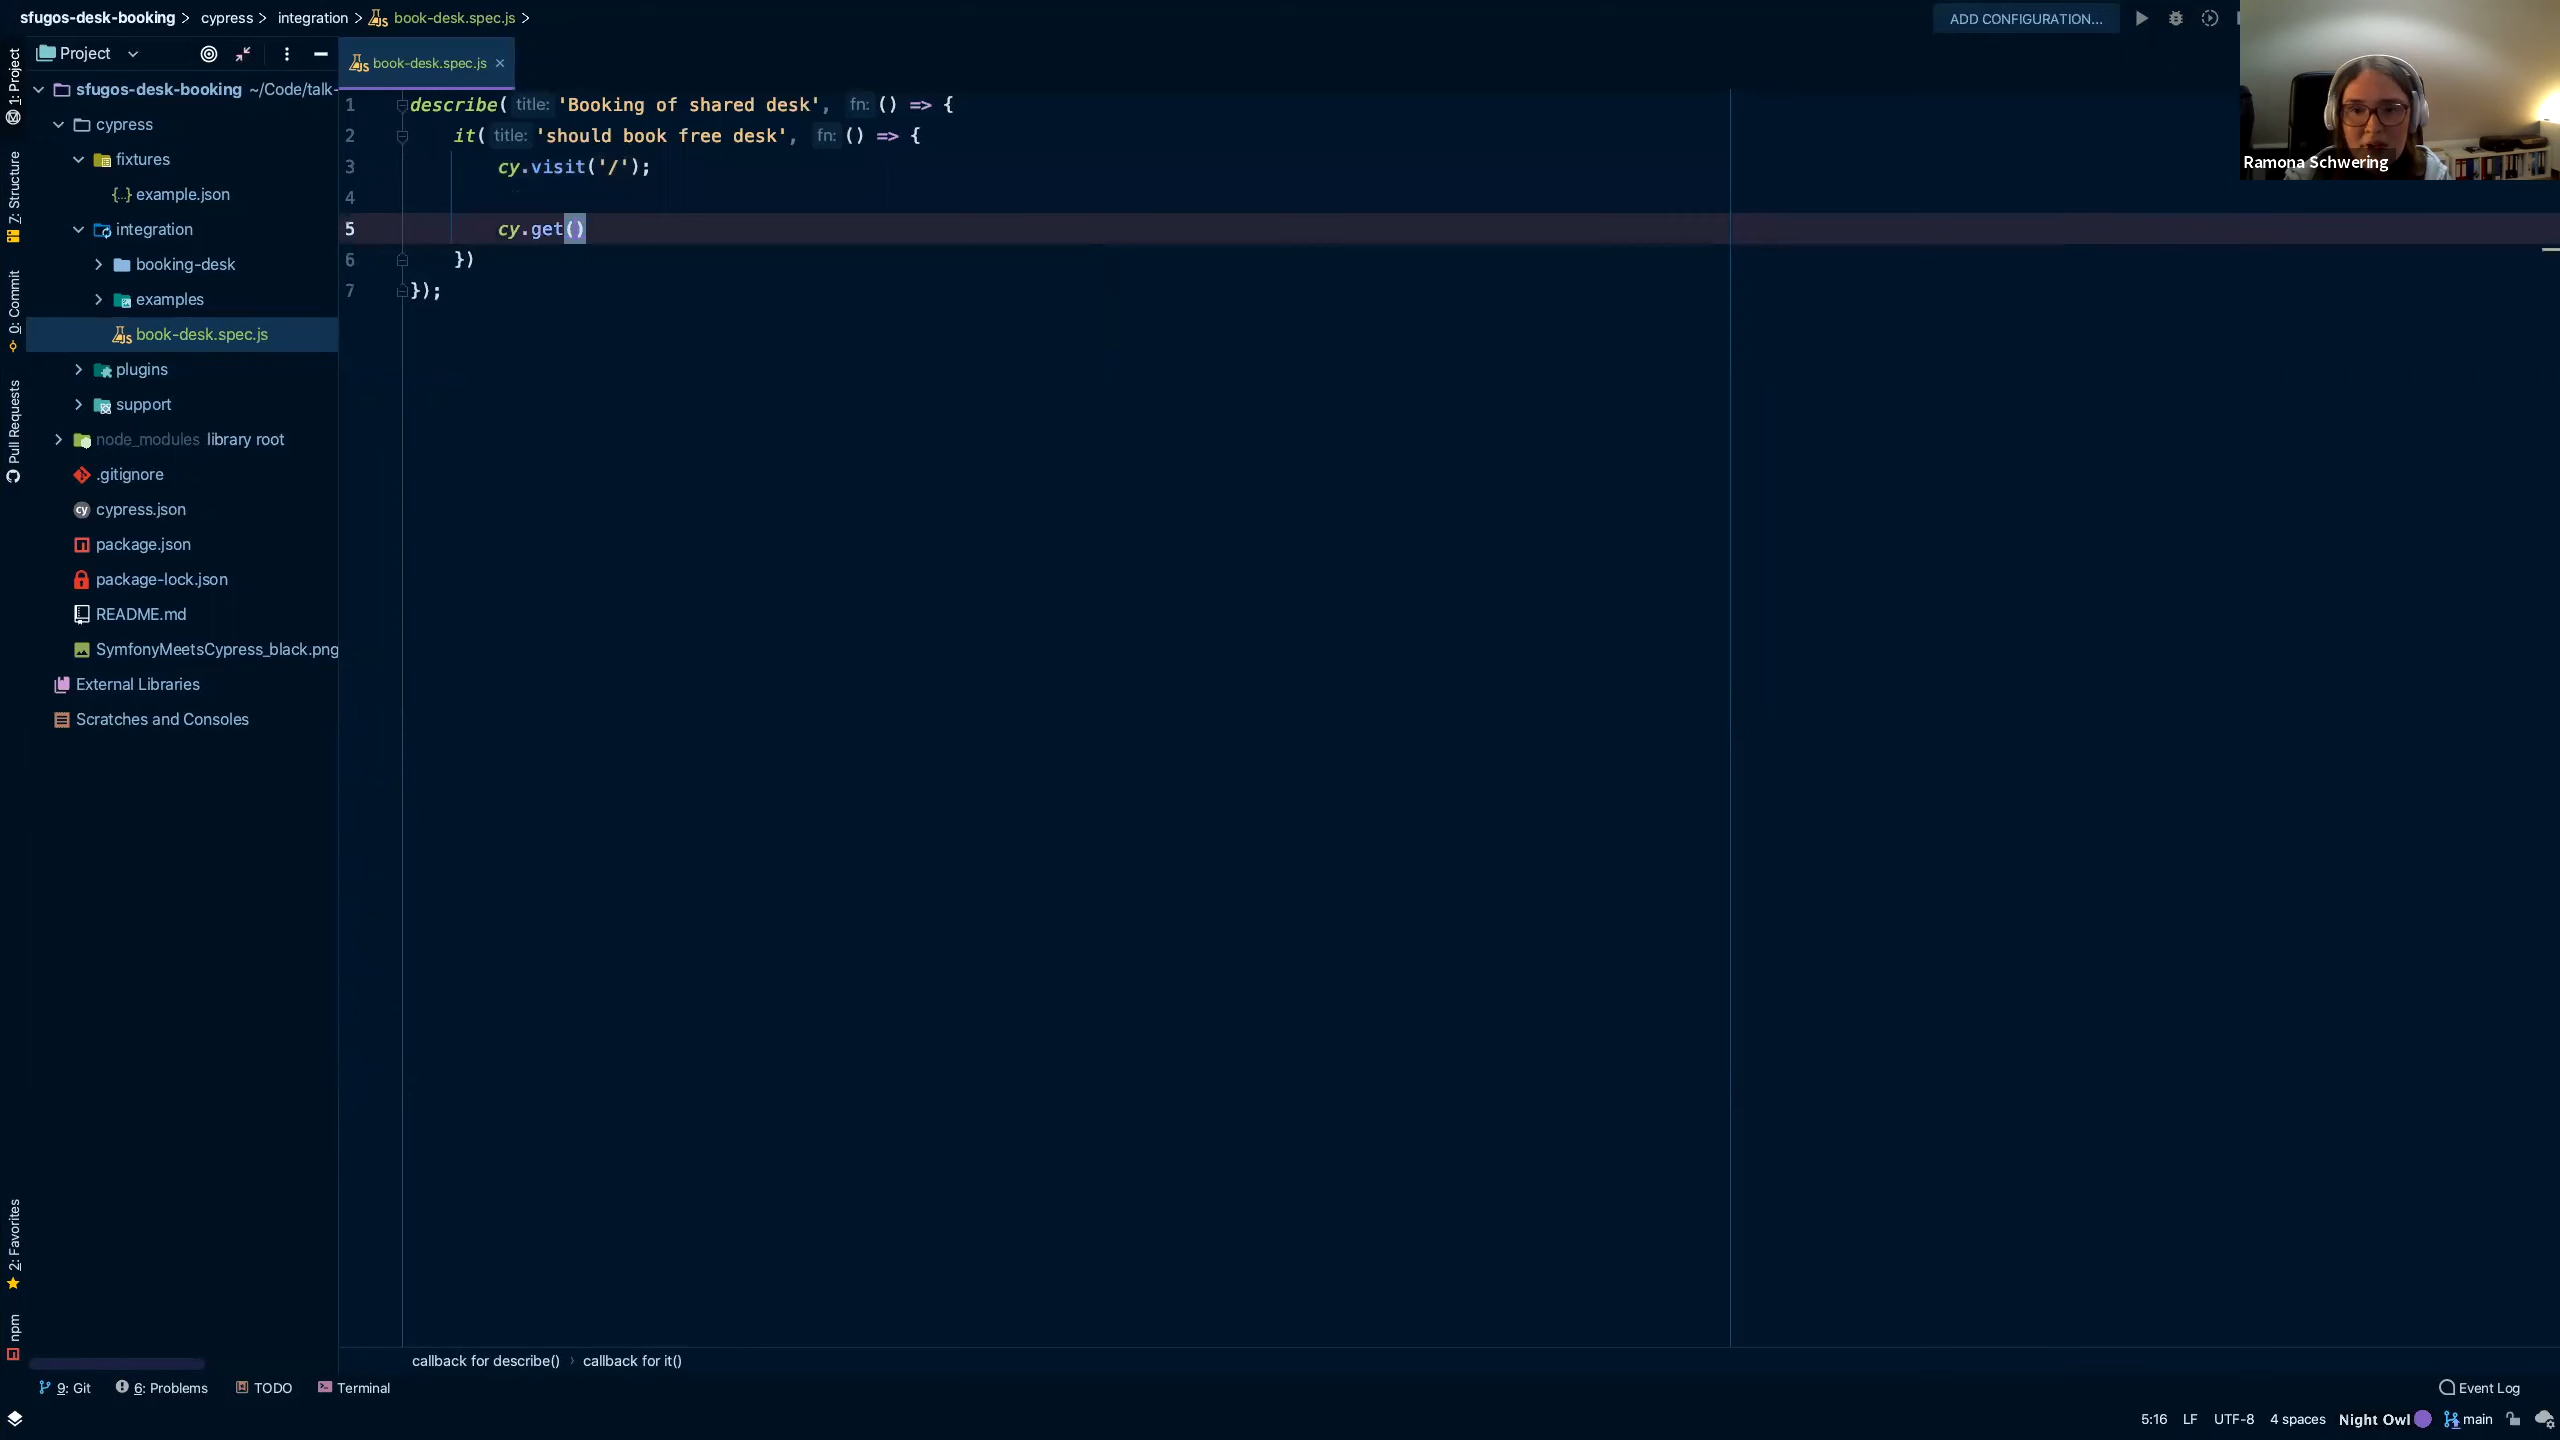 sfugos-desk-booking > cypress > integration > book-desk.spec.js >
ADD CONFIGURATION...
Ramona Schwering
1: Project
7: Structure
0: Commit
Pull Requests
2: Favorites
npm
Project
sfugos-desk-booking ~/Code/talk-
cypress
fixtures
example.json
integration
booking-desk
examples
book-desk.spec.js
plugins
support
node_modules library root
.gitignore
cypress.json
package.json
package-lock.json
README.md
SymfonyMeetsCypress_black.png
External Libraries
Scratches and Consoles
book-desk.spec.js
1 describe( title: 'Booking of shared desk', fn: () => {
2 it( title: 'should book free desk', fn: () => {
3 cy.visit('/');
4
5 cy.get()
6 })
7 });
callback for describe() › callback for it()
9: Git 6: Problems TODO Terminal
Event Log
5:16 LF UTF-8 4 spaces Night Owl main